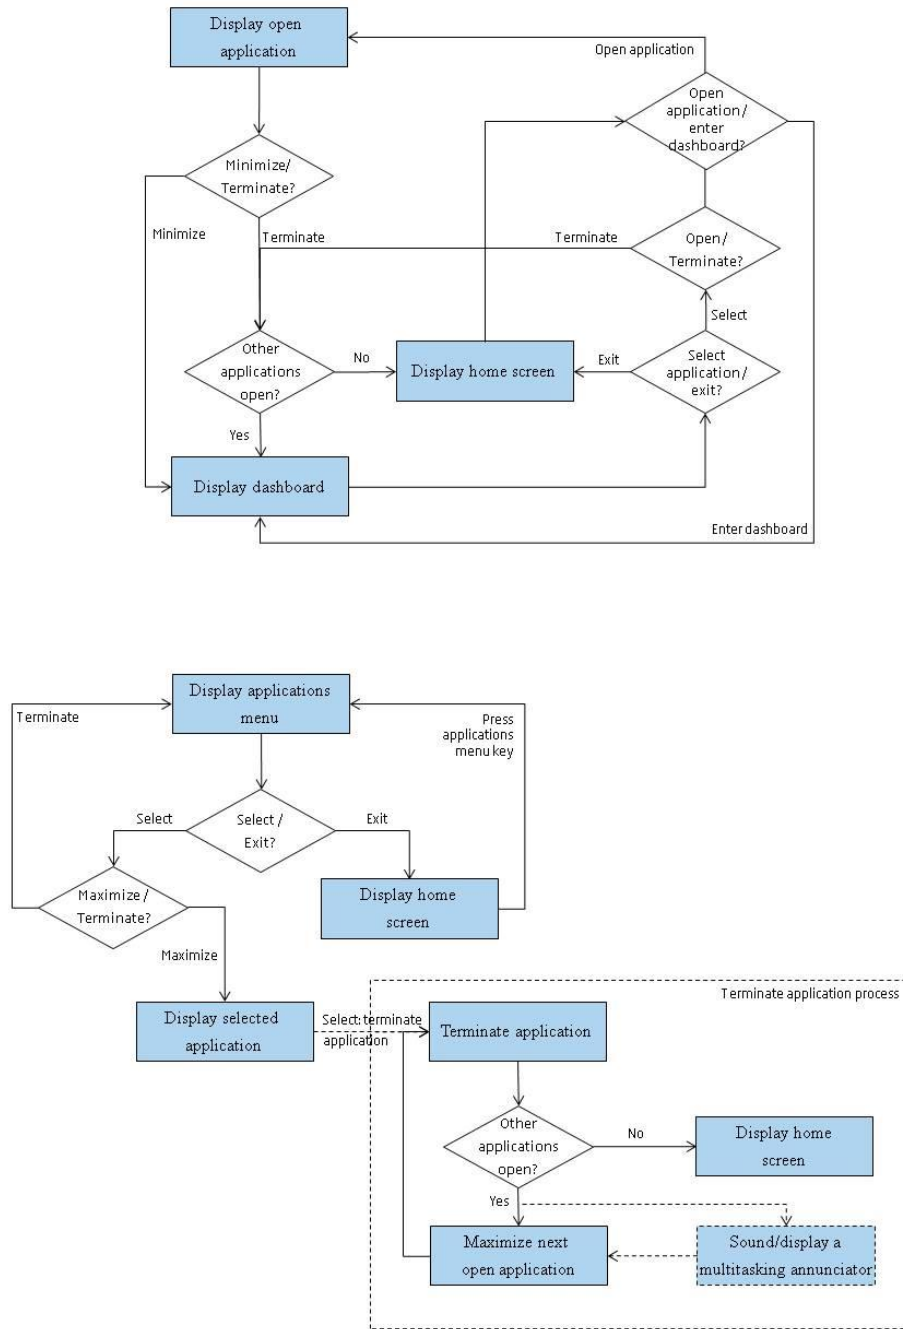 Display open
application
Open application
Open
application /
enter
dashboard?
Minimize/
Terminate?
Minimize
Terminate
Terminate
Open /
Terminate?
Select
Other
applications
open?
No
Display home screen
Exit
Select
application /
exit?
Yes
Display dashboard
Enter dashboard
Display applications
menu
Terminate
Press
applications
menu key
Select
Select /
Exit?
Exit
Maximize /
Terminate?
Display home
screen
Maximize
Terminate application process
Display selected
application
Select: terminate
application
Terminate application
Other
applications
open?
No
Display home
screen
Yes
Maximize next
open application
Sound/display a
multitasking annunciator